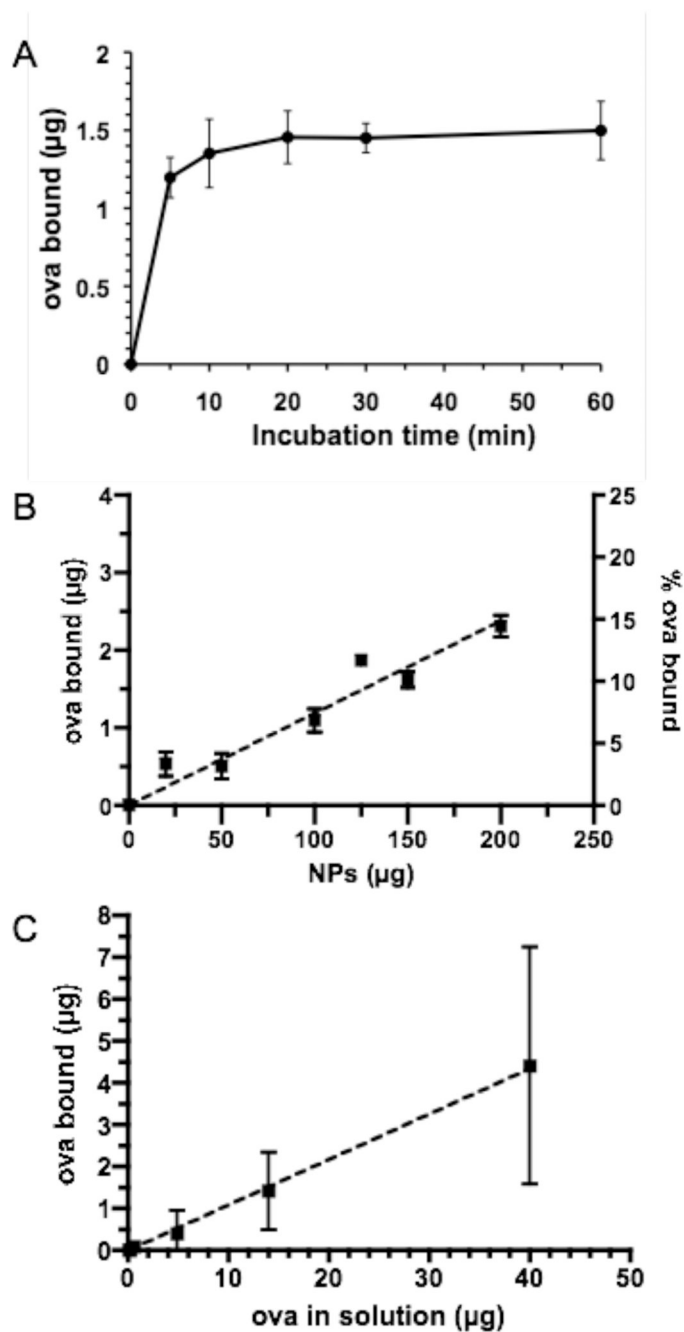 A
2
1.5
1
0.5
0
ova bound (µg)
0 10 20 30 40 50 60
Incubation time (min)
B
4
3
2
1
0
ova bound (µg)
25
20
15
10
5
0
% ova bound
0 50 100 150 200 250
NPs (µg)
C
8
7
6
5
4
3
2
1
0
ova bound (µg)
0 10 20 30 40 50
ova in solution (µg)